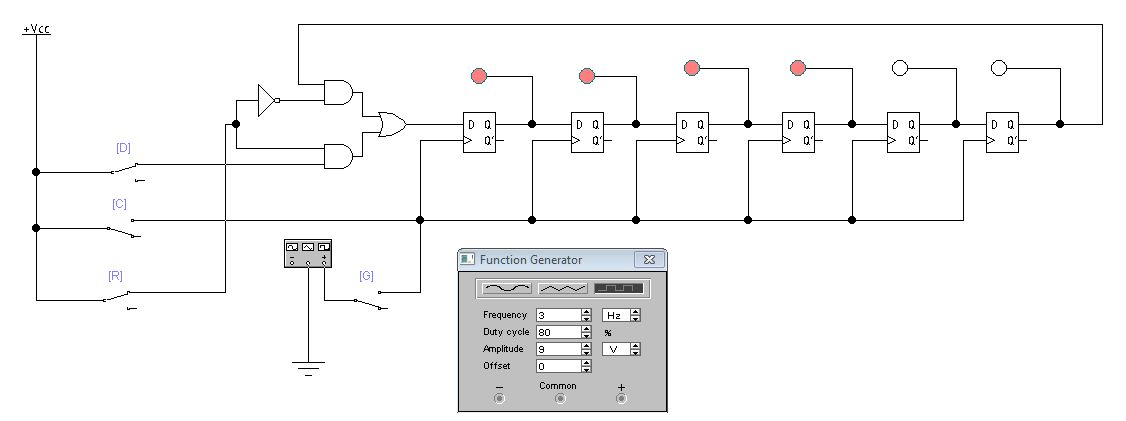 +Vcc
[D]
[C]
[R]
[G]
D Q
Q'
D Q
Q'
D Q
Q'
D Q
Q'
D Q
Q'
D Q
Q'
- +
Function Generator
Frequency 3 Hz
Duty cycle 80 %
Amplitude 9 V
Offset 0
- Common +